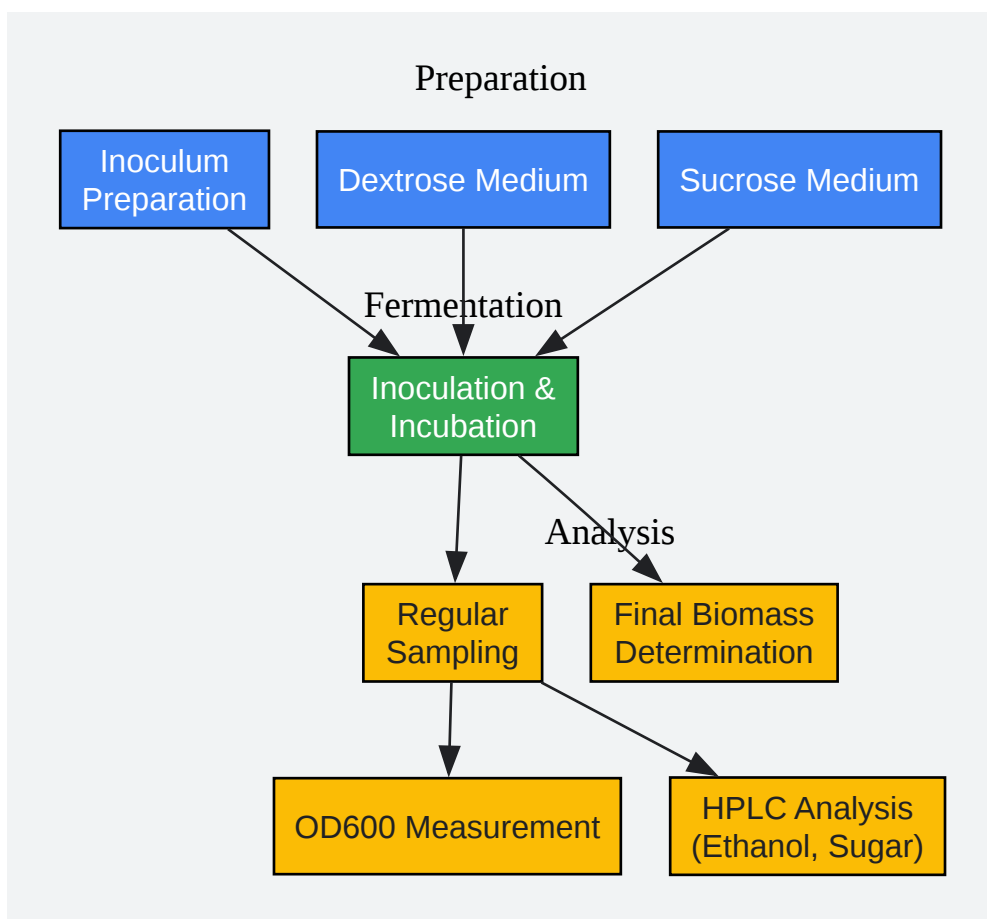 Preparation
Inoculum
Preparation
Dextrose Medium
Sucrose Medium
Fermentation
Inoculation &
Incubation
Analysis
Regular
Sampling
Final Biomass
Determination
OD600 Measurement
HPLC Analysis
(Ethanol, Sugar)